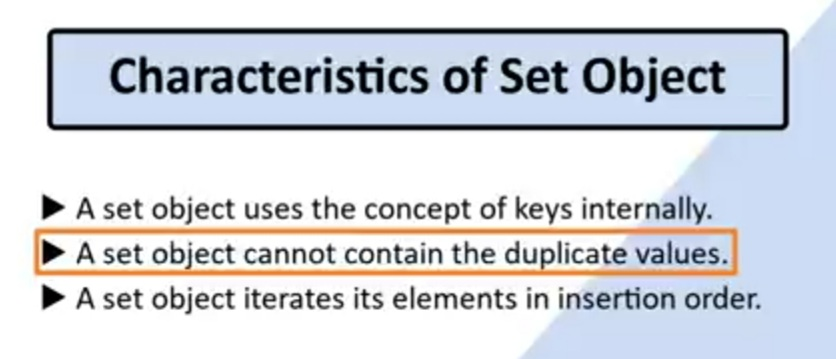 Characteristics of Set Object
▶ A set object uses the concept of keys internally.
▶ A set object cannot contain the duplicate values.
▶ A set object iterates its elements in insertion order.